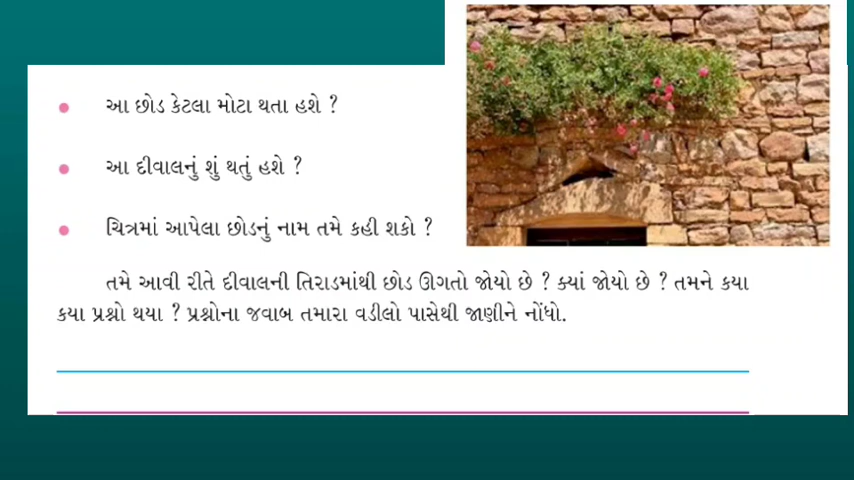 આ છોડ કેટલા મોટા થતા હશે ?
આ દીવાલનું શું થતું હશે ?
ચિત્રમાં આપેલા છોડનું નામ તમે કહી શકો ?
તમે આવી રીતે દીવાલની તિરાડમાંથી છોડ ઊગતો જોયો છે ? ક્યાં જોયો છે ? તમને કયા
કયા પ્રશ્નો થયા ? પ્રશ્નોના જવાબ તમારા વડીલો પાસેથી જાણીને નોંધો.